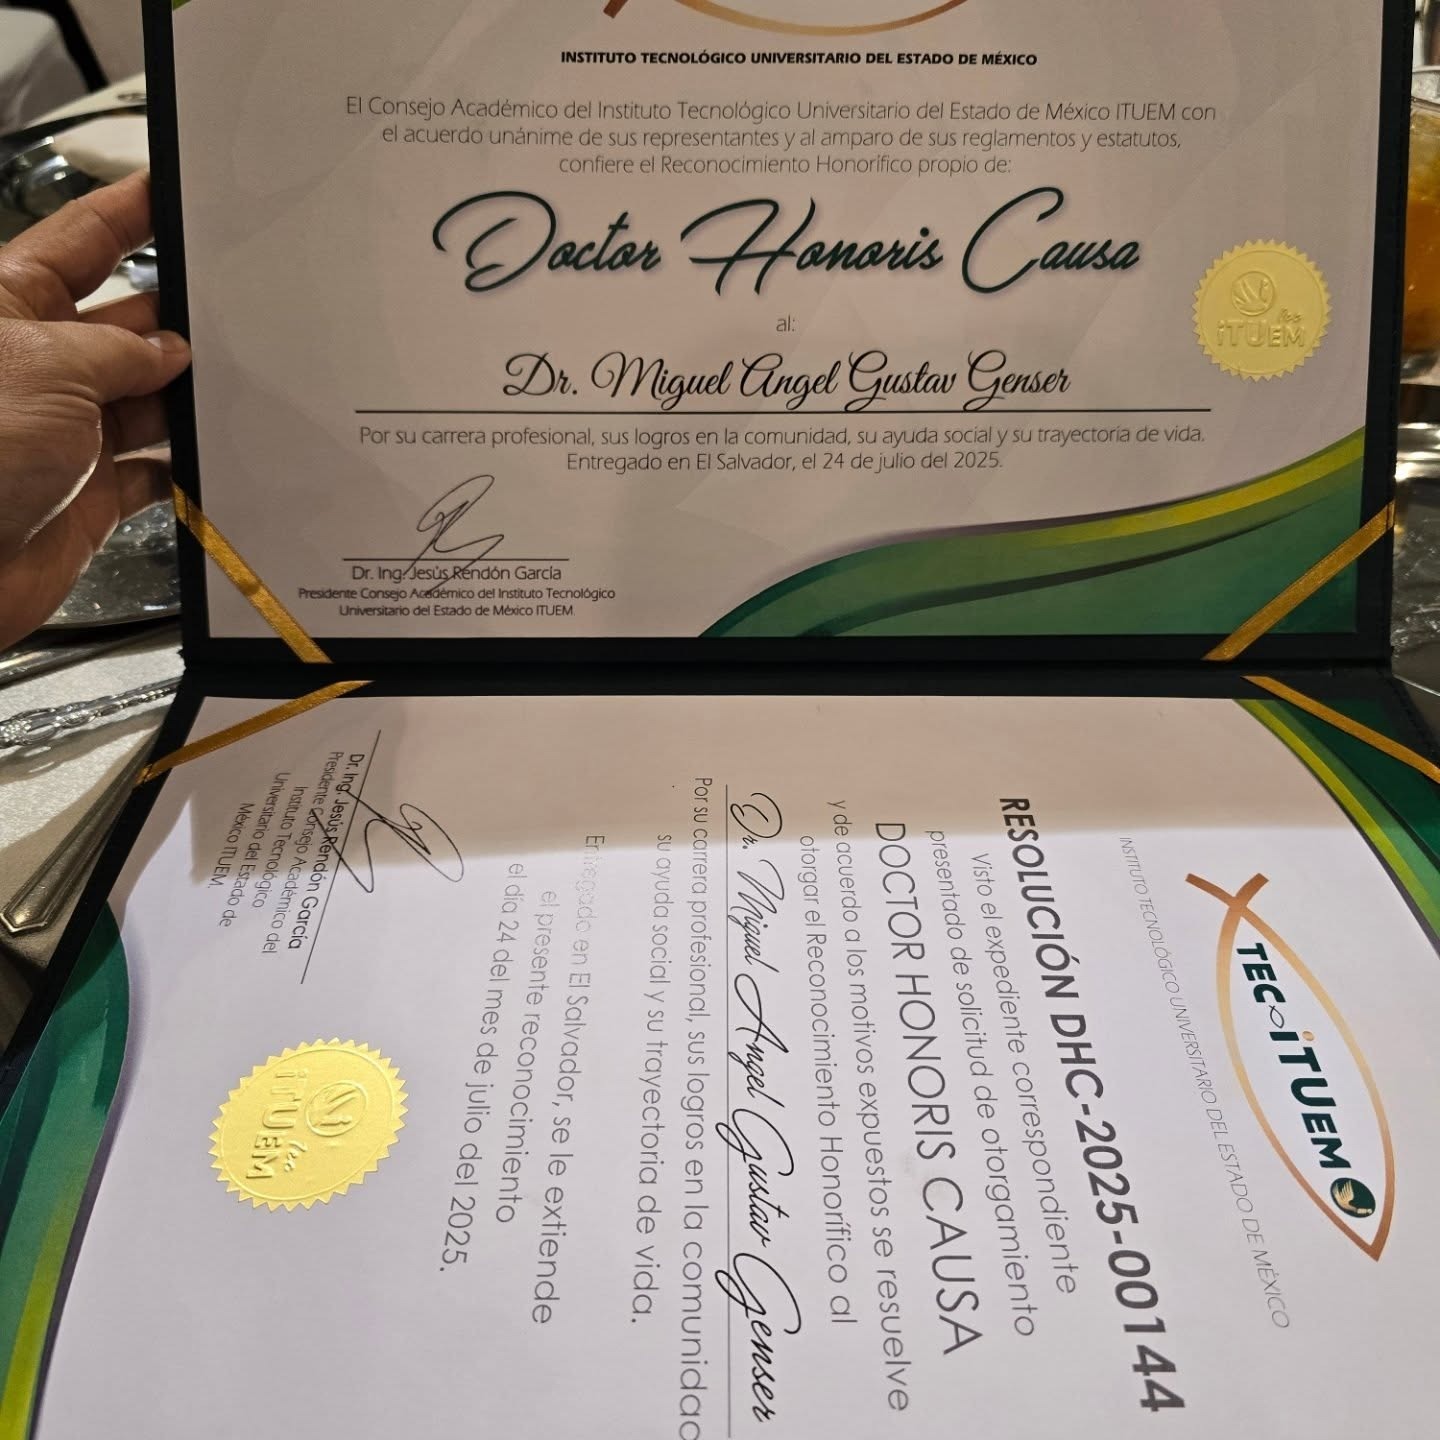 INSTITUTO TECNOLÓGICO UNIVERSITARIO DEL ESTADO DE MÉXICO
El Consejo Académico del Instituto Tecnológico Universitario del Estado de México ITUEM con
el acuerdo unánime de sus representantes y al amparo de sus reglamentos y estatutos,
confiere el Reconocimiento Honorífico propio de:
Doctor Honoris Causa
al:
Dr. Miguel Angel Gustav Genser
Por su carrera profesional, sus logros en la comunidad, su ayuda social y su trayectoria de vida.
Entregado en El Salvador, el 24 de julio del 2025.
Dr. Ing. Jesús Rendón García
Presidente Consejo Académico del Instituto Tecnológico
Universitario del Estado de México ITUEM
tec
iTUEM
TEC iTUEM
INSTITUTO TECNOLÓGICO UNIVERSITARIO DEL ESTADO DE MÉXICO
RESOLUCIÓN DHC-2025-00144
Visto el expediente correspondiente
presentado de solicitud de otorgamiento
DOCTOR HONORIS CAUSA
y de acuerdo a los motivos expuestos se resuelve
otorgar el Reconocimiento Honorífico al
Dr. Miguel Angel Gustav Genser
Por su carrera profesional, sus logros en la comunidad
su ayuda social y su trayectoria de vida.
Entregado en El Salvador, se le extiende
el presente reconocimiento
el día 24 del mes de julio del 2025.
Dr. Ing. Jesús Rendón García
Presidente Consejo Académico del
Instituto Tecnológico
Universitario del Estado de
México ITUEM.
tec
iTUEM